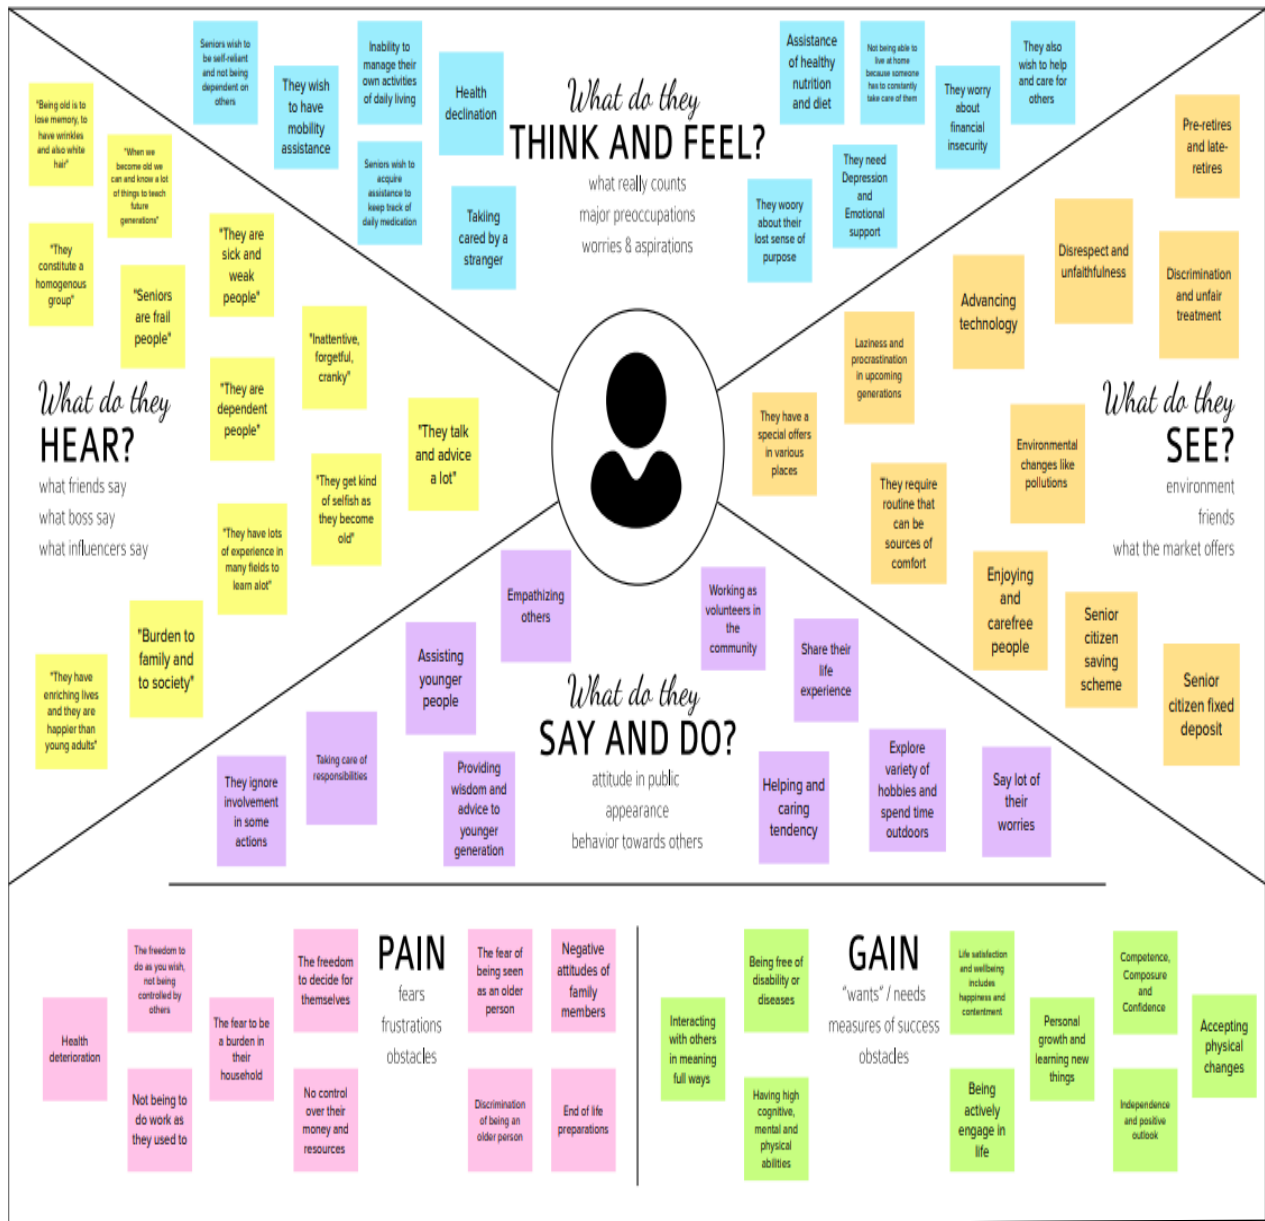 What do they
THINK AND FEEL?
what really counts
major preoccupations
worries & aspirations
Seniors wish to
be self-reliant
and not being
dependent on
others
They wish
to have
mobility
assistance
Inability to
manage their
own activities
of daily living
Health
declination
Seniors wish to
acquire
assistance to
keep track of
daily medication
Takiing
cared by a
stranger
Assistance
of healthy
nutrition
and diet
Not being able to
live at home
because someone
has to constantly
take care of them
They worry
about
financial
insecurity
They also
wish to help
and care for
others
They need
Depression
and
Emotional
support
They woory
about their
lost sense of
purpose
What do they
HEAR?
what friends say
what boss say
what influencers say
"Being old is to
lose memory, to
have wrinkles
and also white
hair"
"When we
become old we
can and know a lot
of things to teach
future
generations"
"They
constitute a
homogenous
group"
"Seniors
are frail
people"
"They are
sick and
weak
people"
"Inattentive,
forgetful,
cranky"
"They are
dependent
people"
"They talk
and advice
a lot"
"They get kind
of selfish as
they become
old"
"They have lots
of experience in
many fields to
learn alot"
"Burden to
family and
to society"
"They have
enriching lives
and they are
happier than
young adults"
What do they
SEE?
environment
friends
what the market offers
Pre-retires
and late-
retires
Disrespect and
unfaithfulness
Discrimination
and unfair
treatment
Advancing
technology
Laziness and
procrastination
in upcoming
generations
They have a
special offers
in various
places
Environmental
changes like
pollutions
They require
routine that
can be
sources of
comfort
Enjoying
and
carefree
people
Senior
citizen
saving
scheme
Senior
citizen fixed
deposit
What do they
SAY AND DO?
attitude in public
appearance
behavior towards others
Empathizing
others
Assisting
younger
people
Taking care of
responsibilities
They ignore
involvement
in some
actions
Providing
wisdom and
advice to
younger
generation
Working as
volunteers in
the
community
Share their
life
experience
Helping and
caring
tendency
Explore
variety of
hobbies and
spend time
outdoors
Say lot of
their
worries
PAIN
fears
frustrations
obstacles
Health
deterioration
The freedom to
do as you wish,
not being
controlled by
others
Not being to
do work as
they used to
The fear to be
a burden in
their
household
The freedom
to decide for
themselves
No control
over their
money and
resources
The fear of
being seen
as an older
person
Negative
attitudes of
family
members
Discrimination
of being an
older person
End of life
preparations
GAIN
"wants" / needs
measures of success
obstacles
Interacting
with others
in meaning
full ways
Being free of
disability or
diseases
Having high
cognitive,
mental and
physical
abilities
Life satisfaction
and wellbeing
includes
happiness and
contentment
Being
actively
engage in
life
Personal
growth and
learning new
things
Competence,
Composure
and
Confidence
Independence
and positive
outlook
Accepting
physical
changes